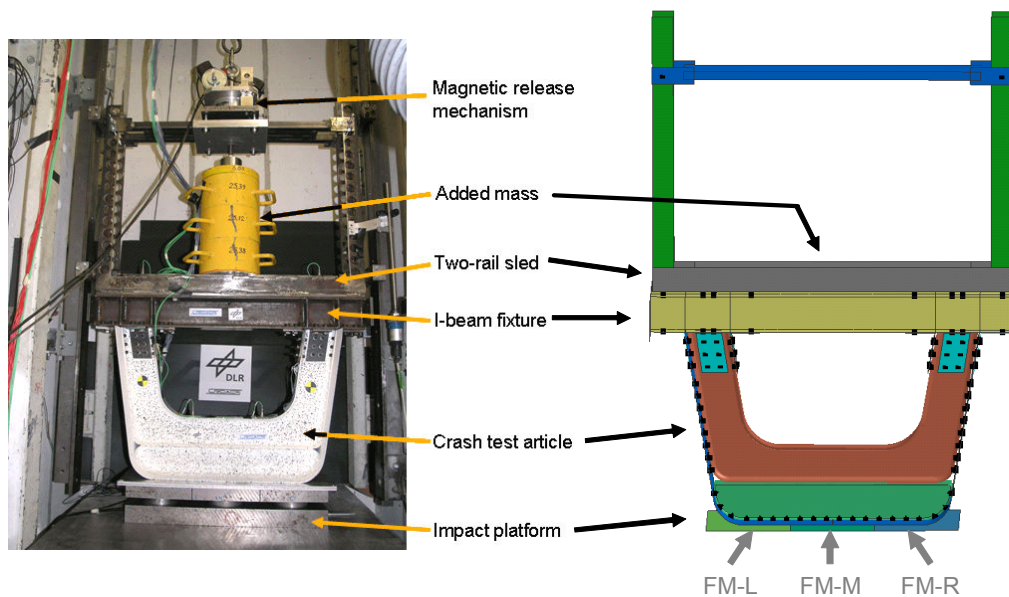 Magnetic release
mechanism
Added mass
Two-rail sled
I-beam fixture
Crash test article
Impact platform
DLR
FM-L
FM-M
FM-R